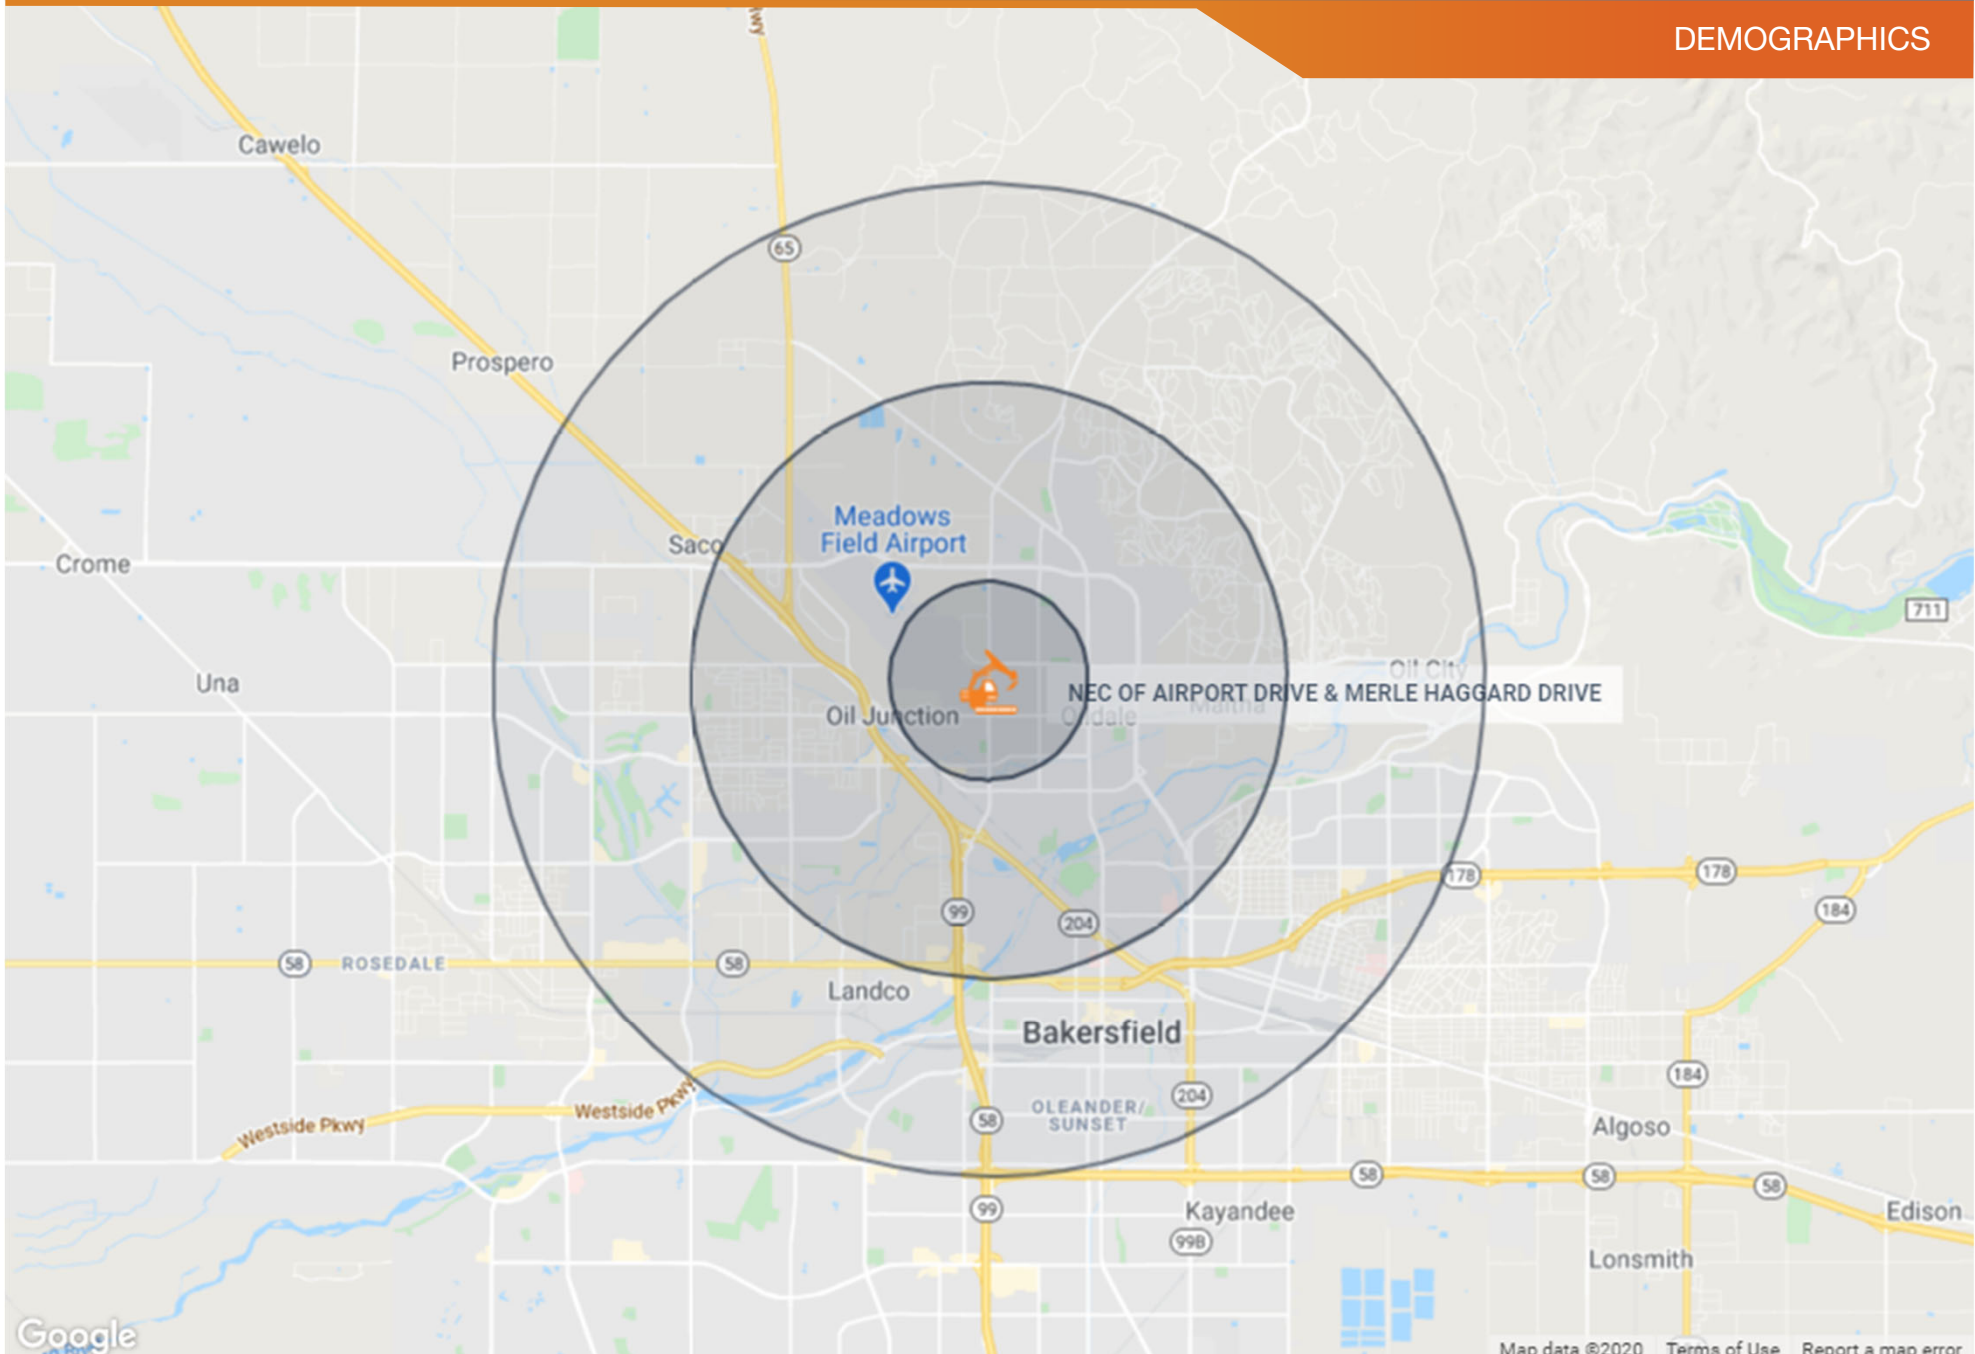 DEMOGRAPHICS
Cawelo
65
Prospero
Meadows
Field Airport
Saco
Crome
711
Una
Oil City
NEC OF AIRPORT DRIVE & MERLE HAGGARD DRIVE
Oil Junction
Oildale
Maltha
178
178
99
204
184
58
ROSEDALE
58
Landco
Bakersfield
184
Westside Pkwy
Westside Pkwy
204
OLEANDER/
SUNSET
58
Algoso
58
58
58
99
Kayandee
Edison
99B
Lonsmith
Google
Map data ©2020 Terms of Use Report a map error